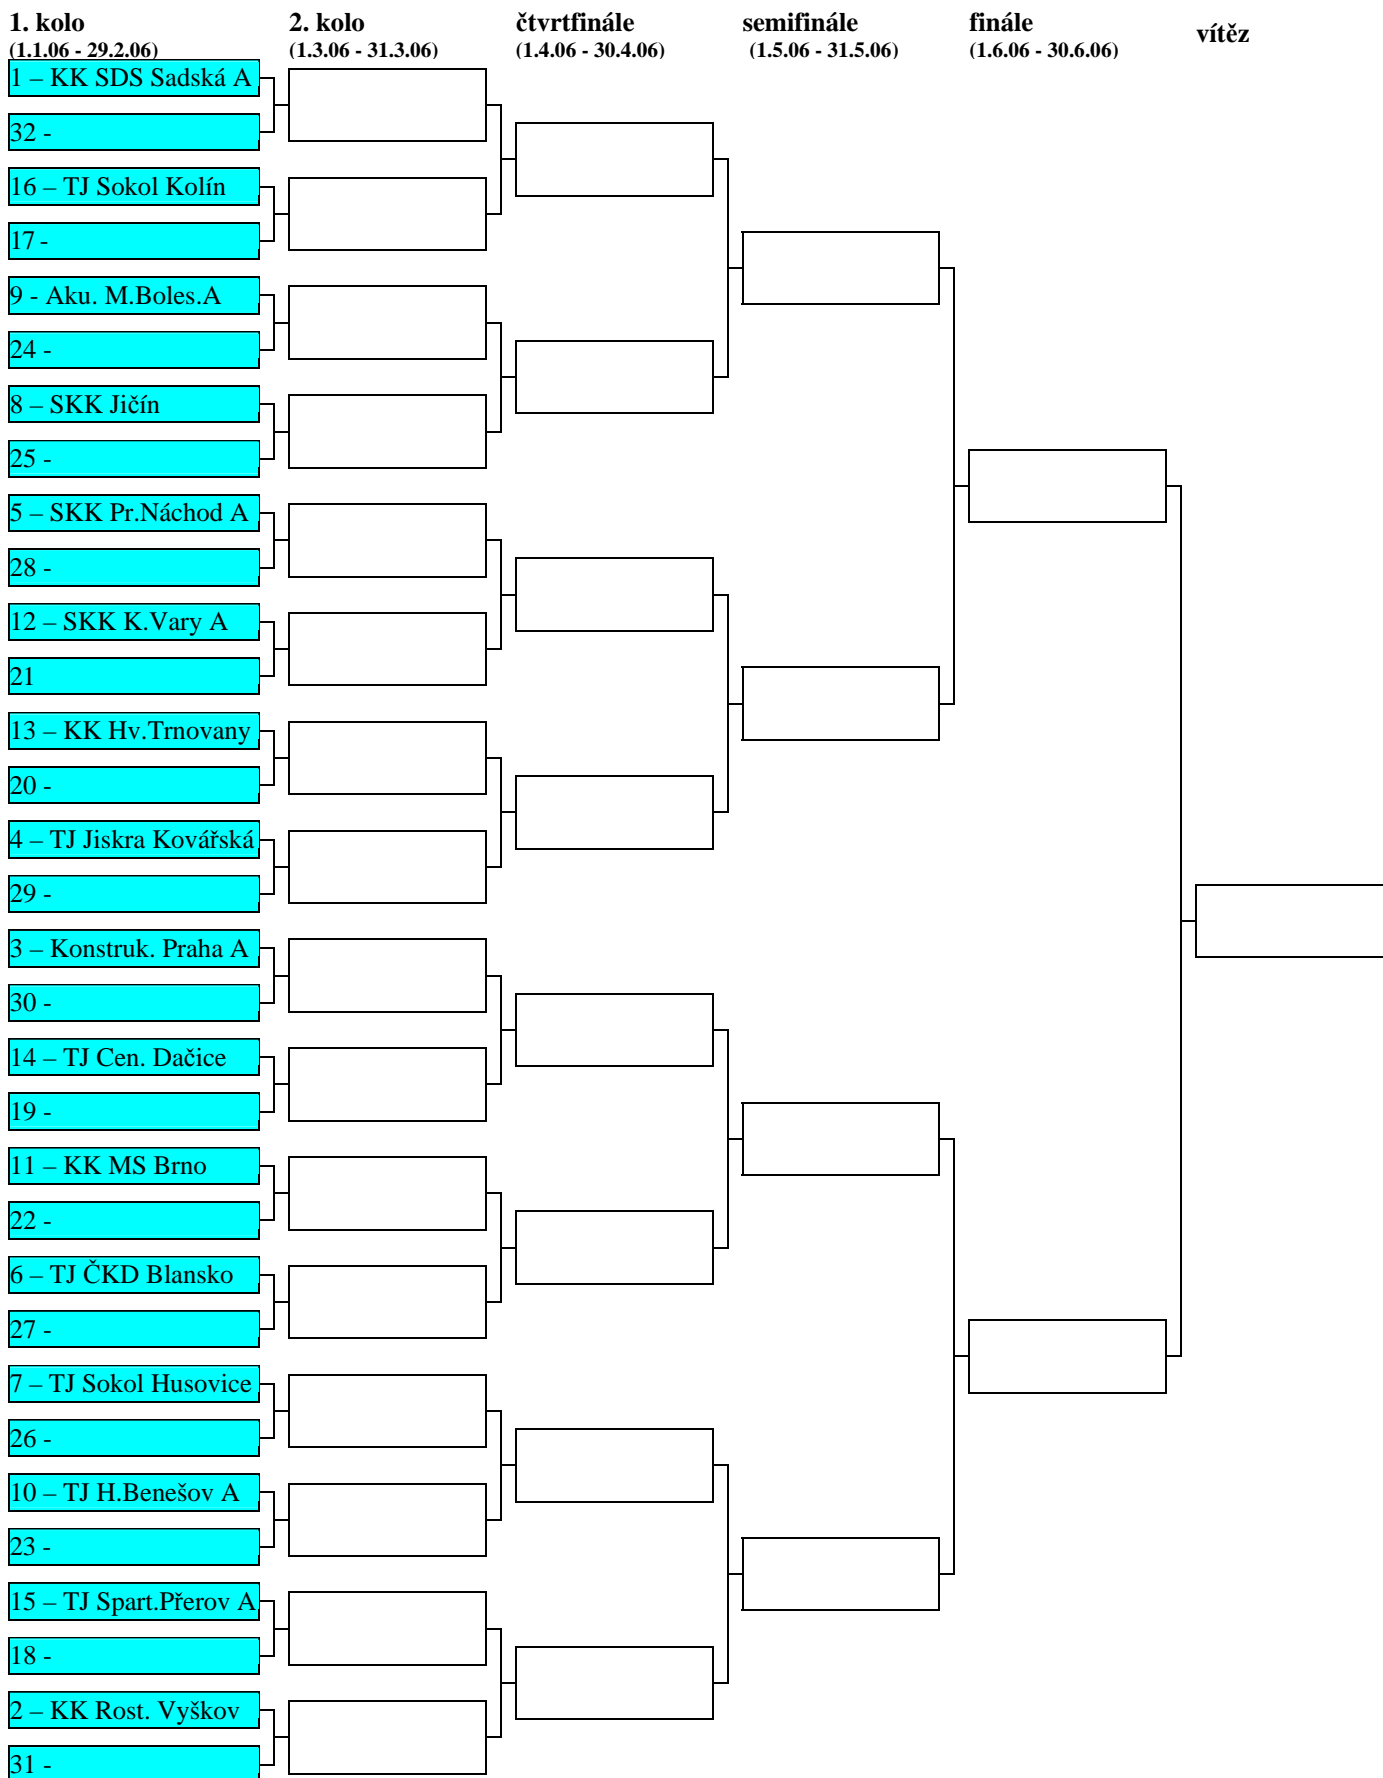 1. kolo
(1.1.06 - 29.2.06)
2. kolo
(1.3.06 - 31.3.06)
čtvrtfinále
(1.4.06 - 30.4.06)
semifinále
(1.5.06 - 31.5.06)
finále
(1.6.06 - 30.6.06)
vítěz
1 – KK SDS Sadská A
32 -
16 – TJ Sokol Kolín
17 -
9 - Aku. M.Boles.A
24 -
8 – SKK Jičín
25 -
5 – SKK Pr.Náchod A
28 -
12 – SKK K.Vary A
21
13 – KK Hv.Trnovany
20 -
4 – TJ Jiskra Kovářská
29 -
3 – Konstruk. Praha A
30 -
14 – TJ Cen. Dačice
19 -
11 – KK MS Brno
22 -
6 – TJ ČKD Blansko
27 -
7 – TJ Sokol Husovice
26 -
10 – TJ H.Benešov A
23 -
15 – TJ Spart.Přerov A
18 -
2 – KK Rost. Vyškov
31 -